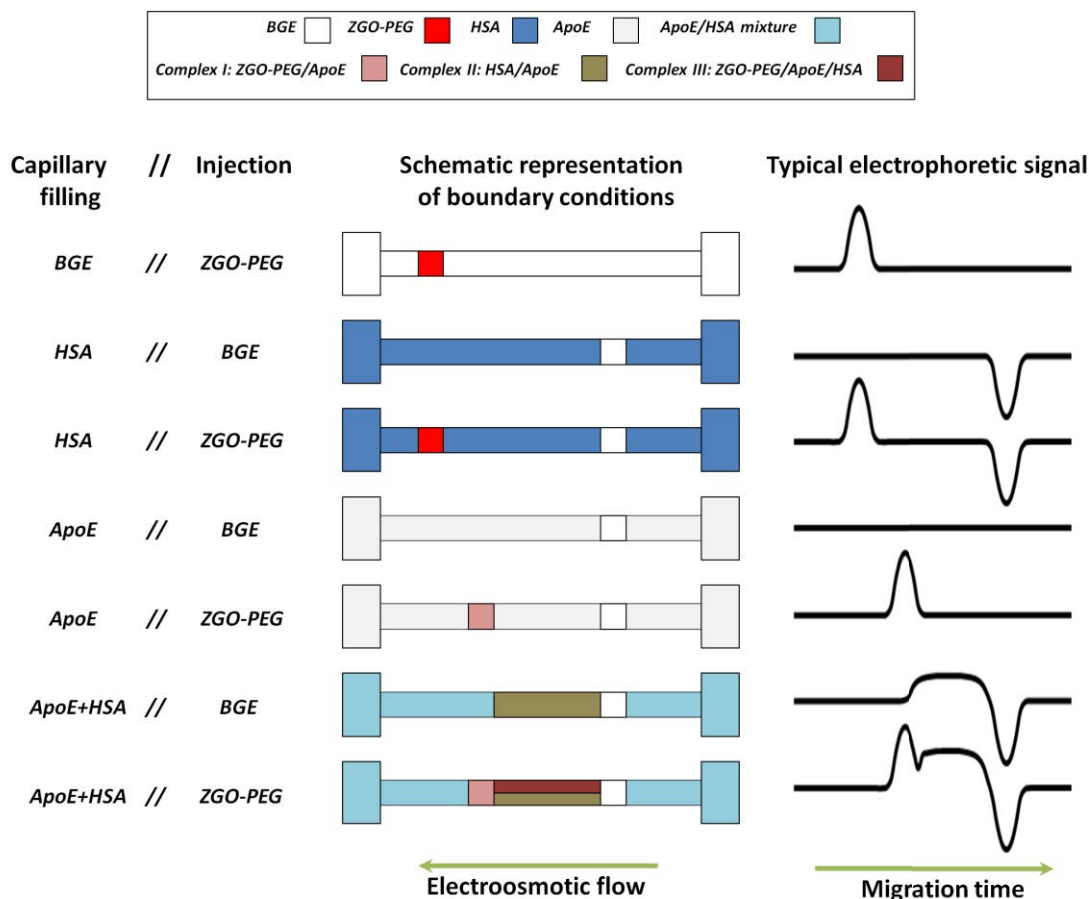 BGE ZGO-PEG HSA ApoE ApoE/HSA mixture
Complex I: ZGO-PEG/ApoE Complex II: HSA/ApoE Complex III: ZGO-PEG/ApoE/HSA
Capillary // Injection
filling
Schematic representation
of boundary conditions
Typical electrophoretic signal
BGE // ZGO-PEG
HSA // BGE
HSA // ZGO-PEG
ApoE // BGE
ApoE // ZGO-PEG
ApoE+HSA // BGE
ApoE+HSA // ZGO-PEG
Electroosmotic flow
Migration time